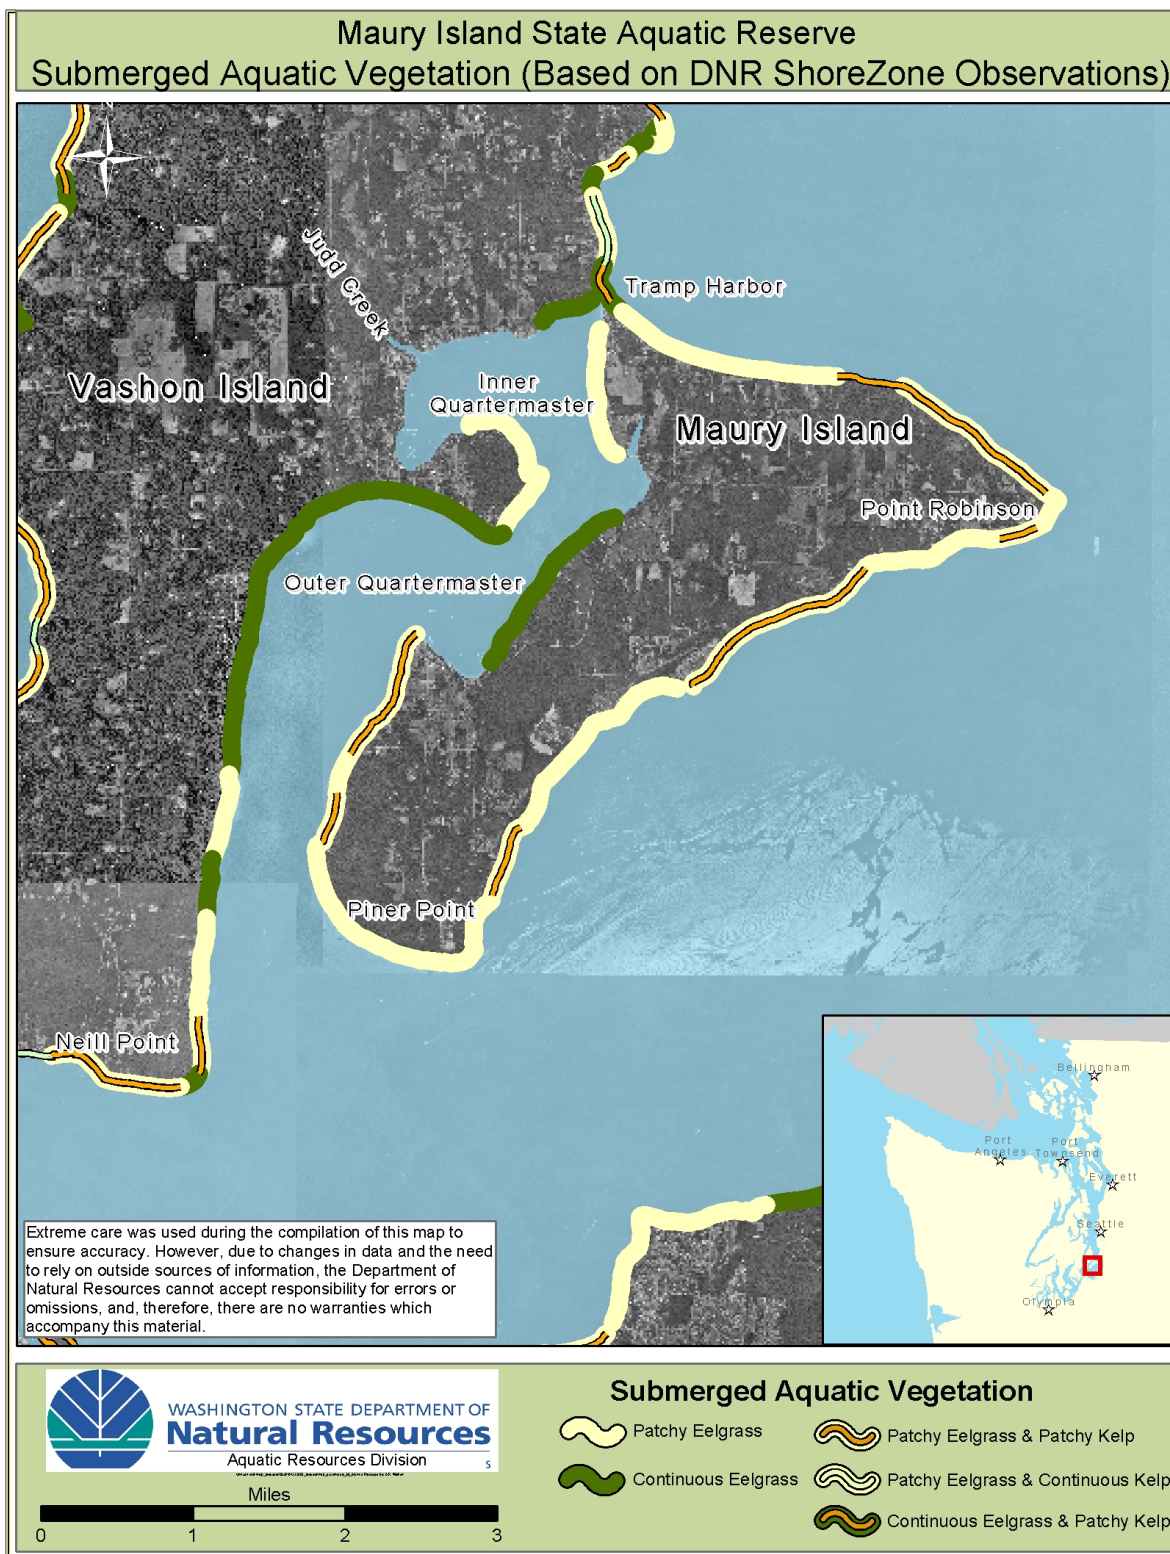 Maury Island State Aquatic Reserve
Submerged Aquatic Vegetation (Based on DNR ShoreZone Observations)
Judd Creek
Tramp Harbor
Vashon Island
Inner
Quartermaster
Maury Island
Point Robinson
Outer Quartermaster
Piner Point
Neill Point
Bellingham
Port
Angeles
Port
Townsend
Everett
Seattle
Olympia
Extreme care was used during the compilation of this map to
ensure accuracy. However, due to changes in data and the need
to rely on outside sources of information, the Department of
Natural Resources cannot accept responsibility for errors or
omissions, and, therefore, there are no warranties which
accompany this material.
WASHINGTON STATE DEPARTMENT OF
Natural Resources
Aquatic Resources Division
S
Miles
0 1 2 3
Submerged Aquatic Vegetation
Patchy Eelgrass
Continuous Eelgrass
Patchy Eelgrass & Patchy Kelp
Patchy Eelgrass & Continuous Kelp
Continuous Eelgrass & Patchy Kelp